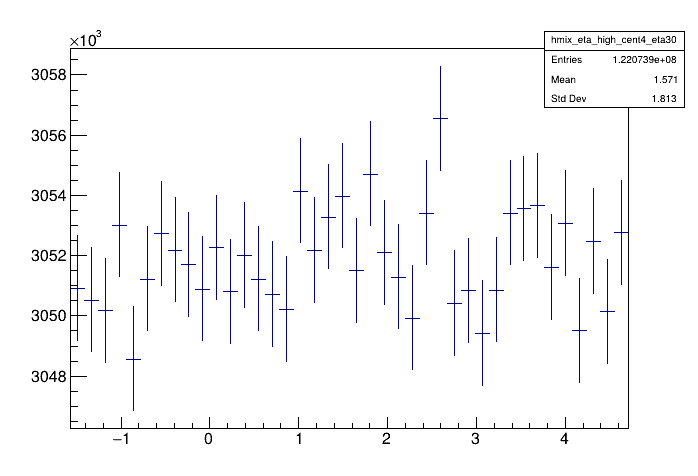 ×10³
hmix_eta_high_cent4_eta30
Entries 1.220739e+08
Mean 1.571
Std Dev 1.813
3058
3056
3054
3052
3050
3048
−1 0 1 2 3 4